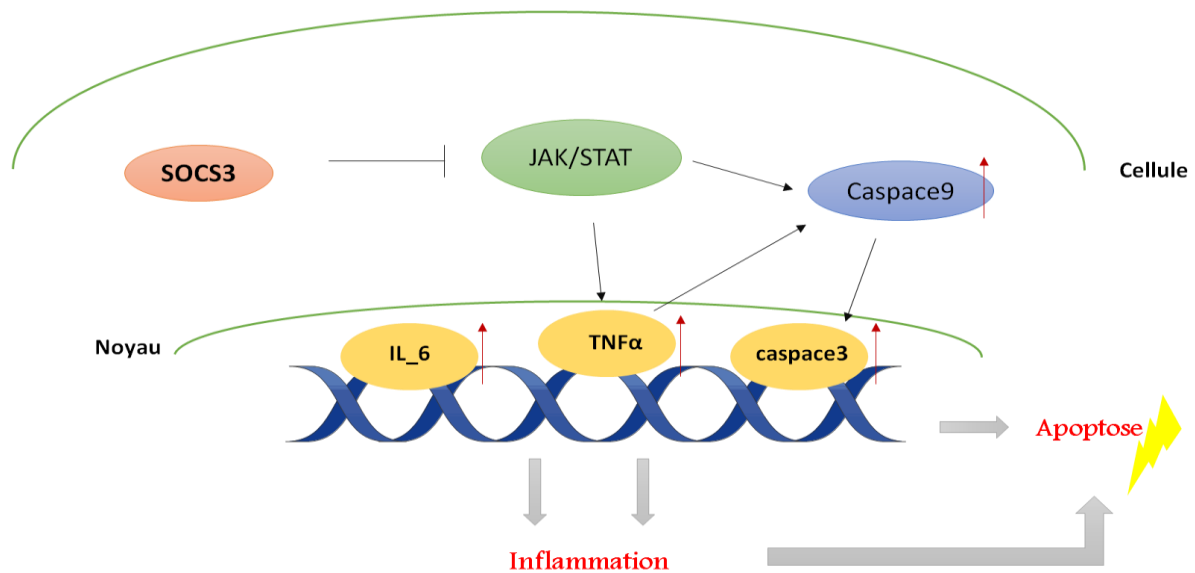 SOCS3
JAK/STAT
Caspace9
Cellule
Noyau
IL_6
TNFα
caspace3
Apoptose
Inflammation